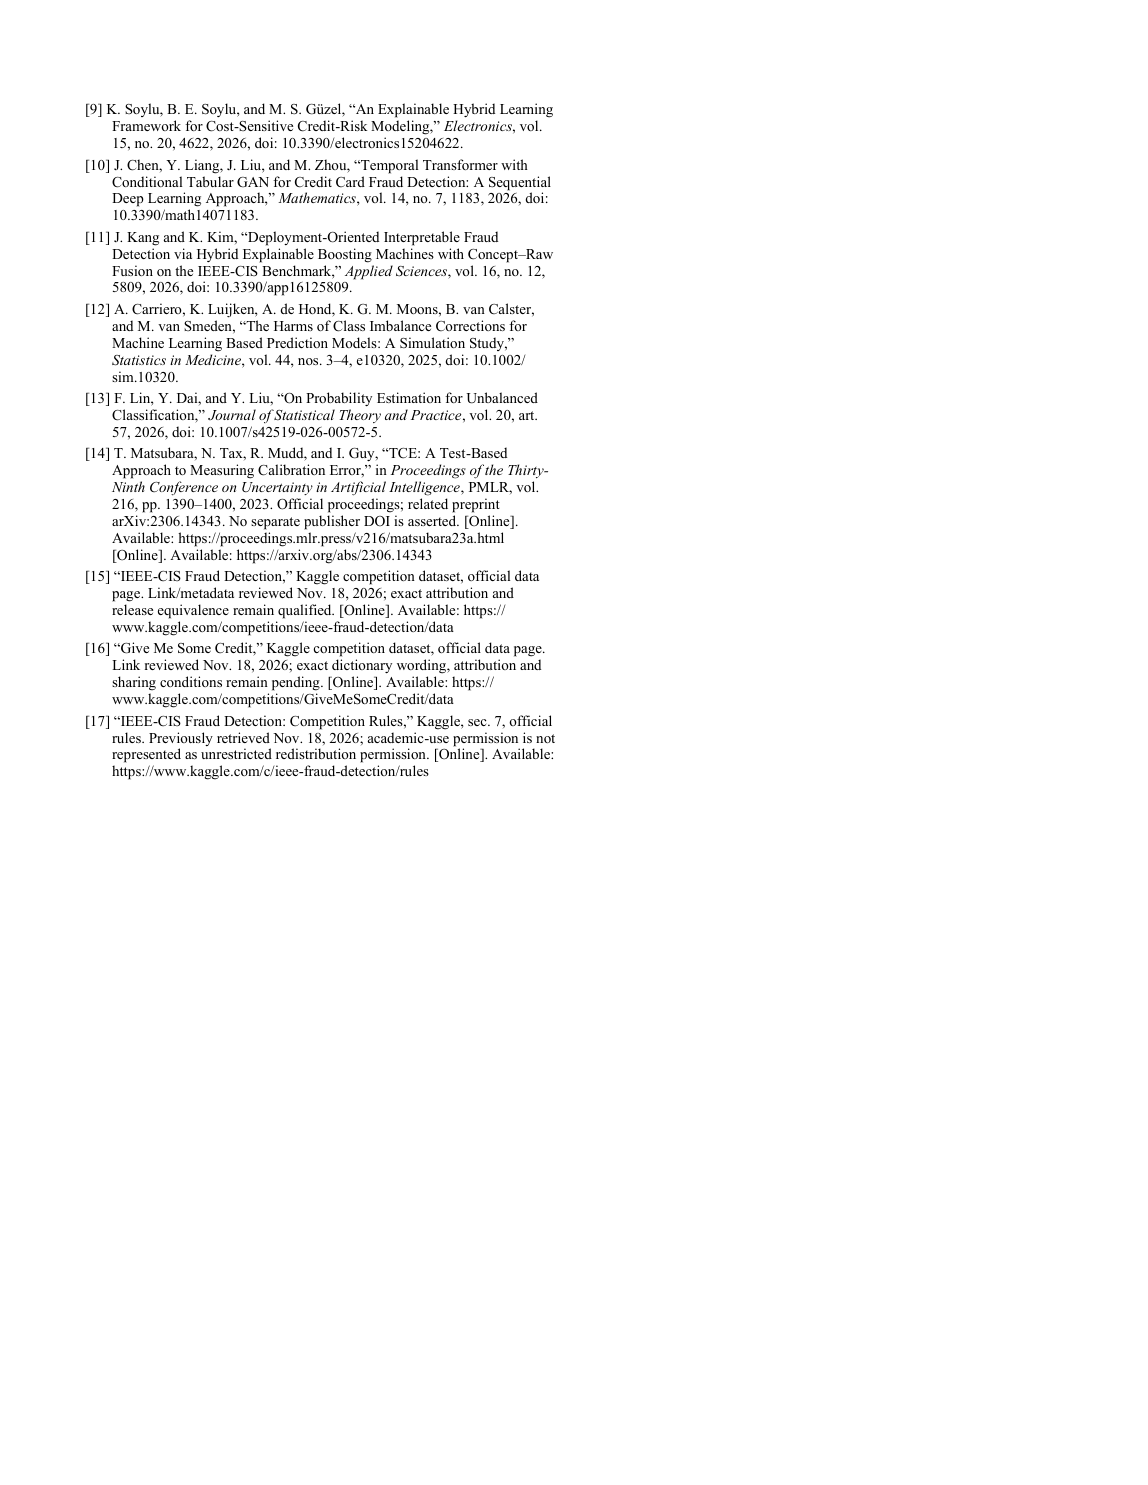 [9] K. Soylu, B. E. Soylu, and M. S. Güzel, “An Explainable Hybrid Learning
Framework for Cost-Sensitive Credit-Risk Modeling,” Electronics, vol.
15, no. 20, 4622, 2026, doi: 10.3390/electronics15204622.
[10] J. Chen, Y. Liang, J. Liu, and M. Zhou, “Temporal Transformer with
Conditional Tabular GAN for Credit Card Fraud Detection: A Sequential
Deep Learning Approach,” Mathematics, vol. 14, no. 7, 1183, 2026, doi:
10.3390/math14071183.
[11] J. Kang and K. Kim, “Deployment-Oriented Interpretable Fraud
Detection via Hybrid Explainable Boosting Machines with Concept–Raw
Fusion on the IEEE-CIS Benchmark,” Applied Sciences, vol. 16, no. 12,
5809, 2026, doi: 10.3390/app16125809.
[12] A. Carriero, K. Luijken, A. de Hond, K. G. M. Moons, B. van Calster,
and M. van Smeden, “The Harms of Class Imbalance Corrections for
Machine Learning Based Prediction Models: A Simulation Study,”
Statistics in Medicine, vol. 44, nos. 3–4, e10320, 2025, doi: 10.1002/
sim.10320.
[13] F. Lin, Y. Dai, and Y. Liu, “On Probability Estimation for Unbalanced
Classification,” Journal of Statistical Theory and Practice, vol. 20, art.
57, 2026, doi: 10.1007/s42519-026-00572-5.
[14] T. Matsubara, N. Tax, R. Mudd, and I. Guy, “TCE: A Test-Based
Approach to Measuring Calibration Error,” in Proceedings of the Thirty-
Ninth Conference on Uncertainty in Artificial Intelligence, PMLR, vol.
216, pp. 1390–1400, 2023. Official proceedings; related preprint
arXiv:2306.14343. No separate publisher DOI is asserted. [Online].
Available: https://proceedings.mlr.press/v216/matsubara23a.html
[Online]. Available: https://arxiv.org/abs/2306.14343
[15] “IEEE-CIS Fraud Detection,” Kaggle competition dataset, official data
page. Link/metadata reviewed Nov. 18, 2026; exact attribution and
release equivalence remain qualified. [Online]. Available: https://
www.kaggle.com/competitions/ieee-fraud-detection/data
[16] “Give Me Some Credit,” Kaggle competition dataset, official data page.
Link reviewed Nov. 18, 2026; exact dictionary wording, attribution and
sharing conditions remain pending. [Online]. Available: https://
www.kaggle.com/competitions/GiveMeSomeCredit/data
[17] “IEEE-CIS Fraud Detection: Competition Rules,” Kaggle, sec. 7, official
rules. Previously retrieved Nov. 18, 2026; academic-use permission is not
represented as unrestricted redistribution permission. [Online]. Available:
https://www.kaggle.com/c/ieee-fraud-detection/rules